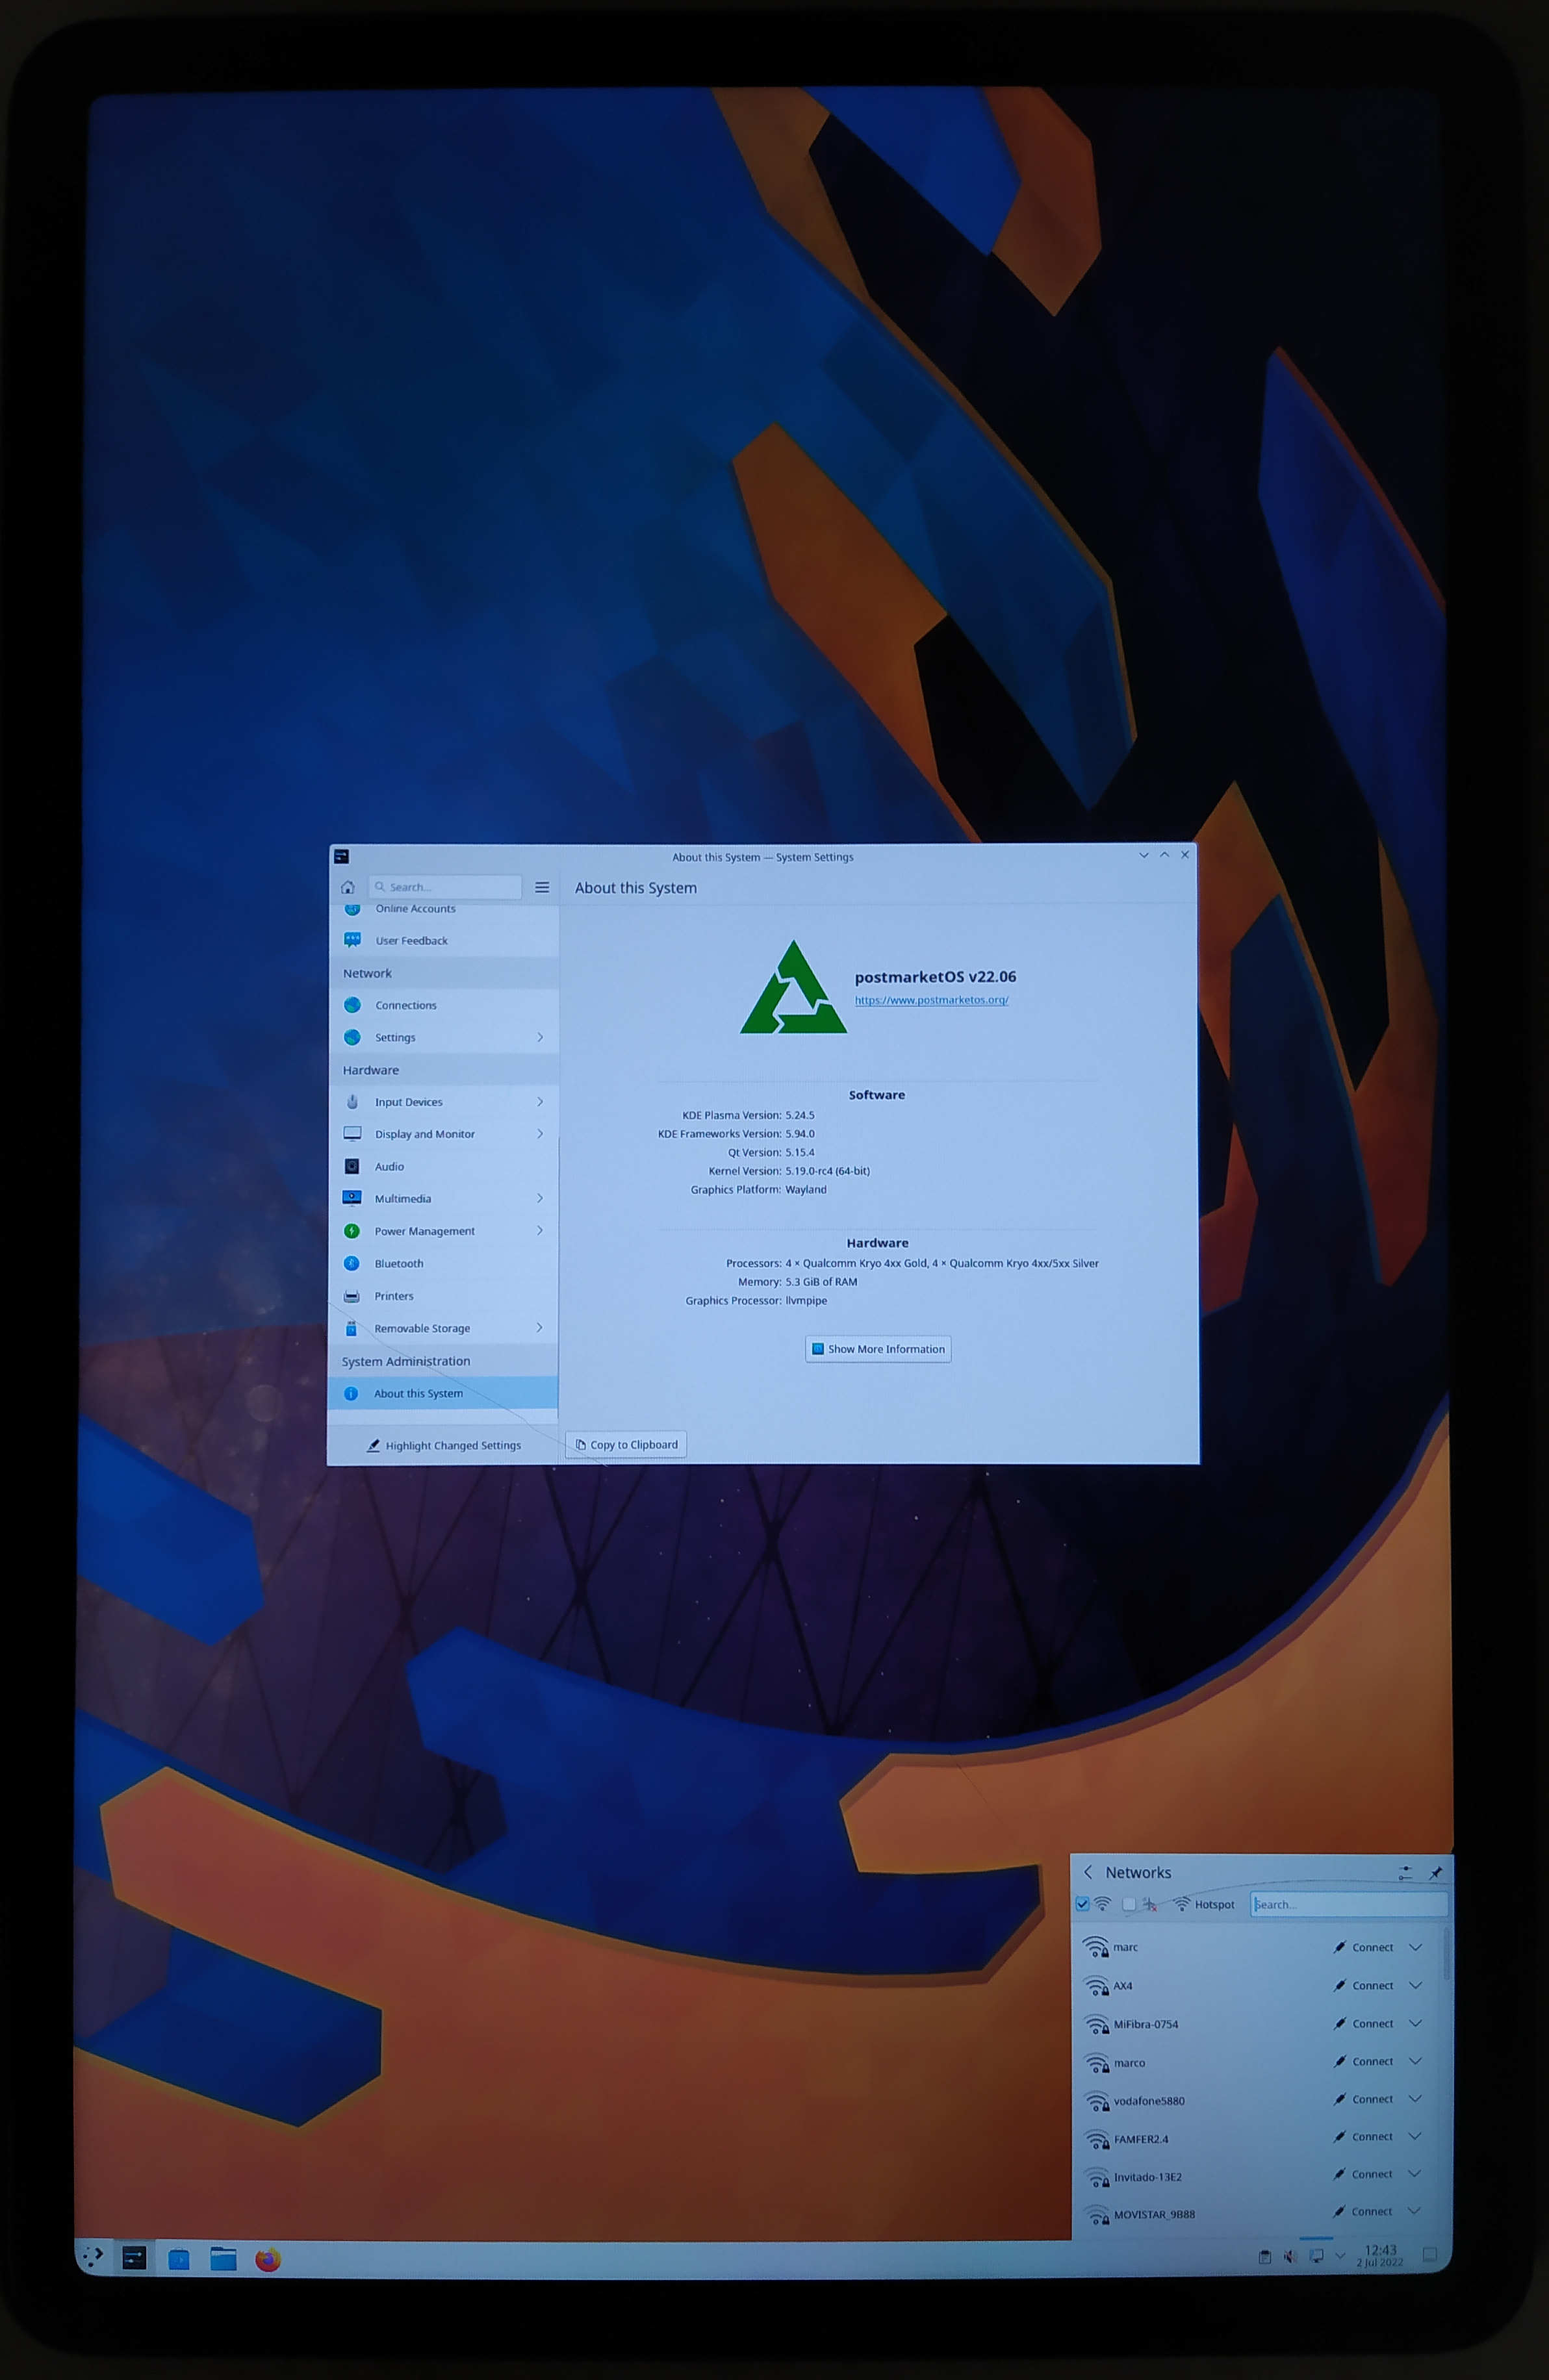 About this System — System Settings
Search...
About this System
Online Accounts
User Feedback
Network
Connections
Settings
Hardware
Input Devices
Display and Monitor
Audio
Multimedia
Power Management
Bluetooth
Printers
Removable Storage
System Administration
About this System
Highlight Changed Settings
postmarketOS v22.06
https://www.postmarketos.org/
Software
KDE Plasma Version: 5.24.5
KDE Frameworks Version: 5.94.0
Qt Version: 5.15.4
Kernel Version: 5.19.0-rc4 (64-bit)
Graphics Platform: Wayland
Hardware
Processors: 4 × Qualcomm Kryo 4xx Gold, 4 × Qualcomm Kryo 4xx/5xx Silver
Memory: 5.3 GiB of RAM
Graphics Processor: llvmpipe
Show More Information
Copy to Clipboard
Networks
Hotspot
Search...
marc Connect
AX4 Connect
MiFibra-0754 Connect
marco Connect
vodafone5880 Connect
FAMFER2.4 Connect
Invitado-13E2 Connect
MOVISTAR_9B88 Connect
12:43
2 Jul 2022